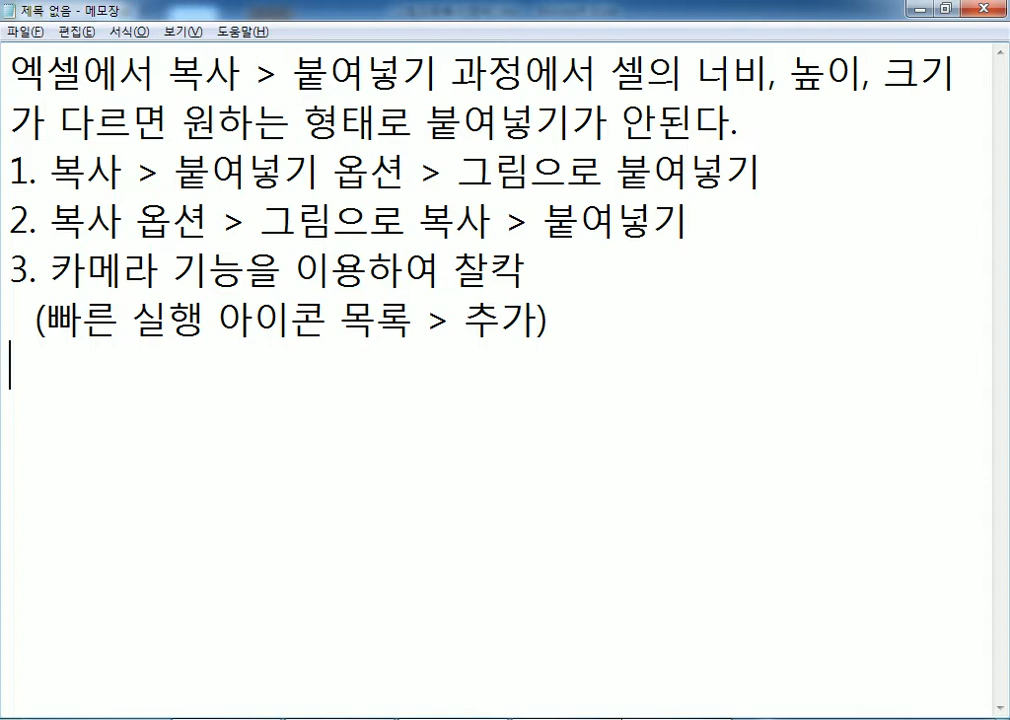 제목 없음 - 메모장
파일(F) 편집(E) 서식(O) 보기(V) 도움말(H)
엑셀에서 복사 > 붙여넣기 과정에서 셀의 너비, 높이, 크기
가 다르면 원하는 형태로 붙여넣기가 안된다.
1. 복사 > 붙여넣기 옵션 > 그림으로 붙여넣기
2. 복사 옵션 > 그림으로 복사 > 붙여넣기
3. 카메라 기능을 이용하여 찰칵
(빠른 실행 아이콘 목록 > 추가)